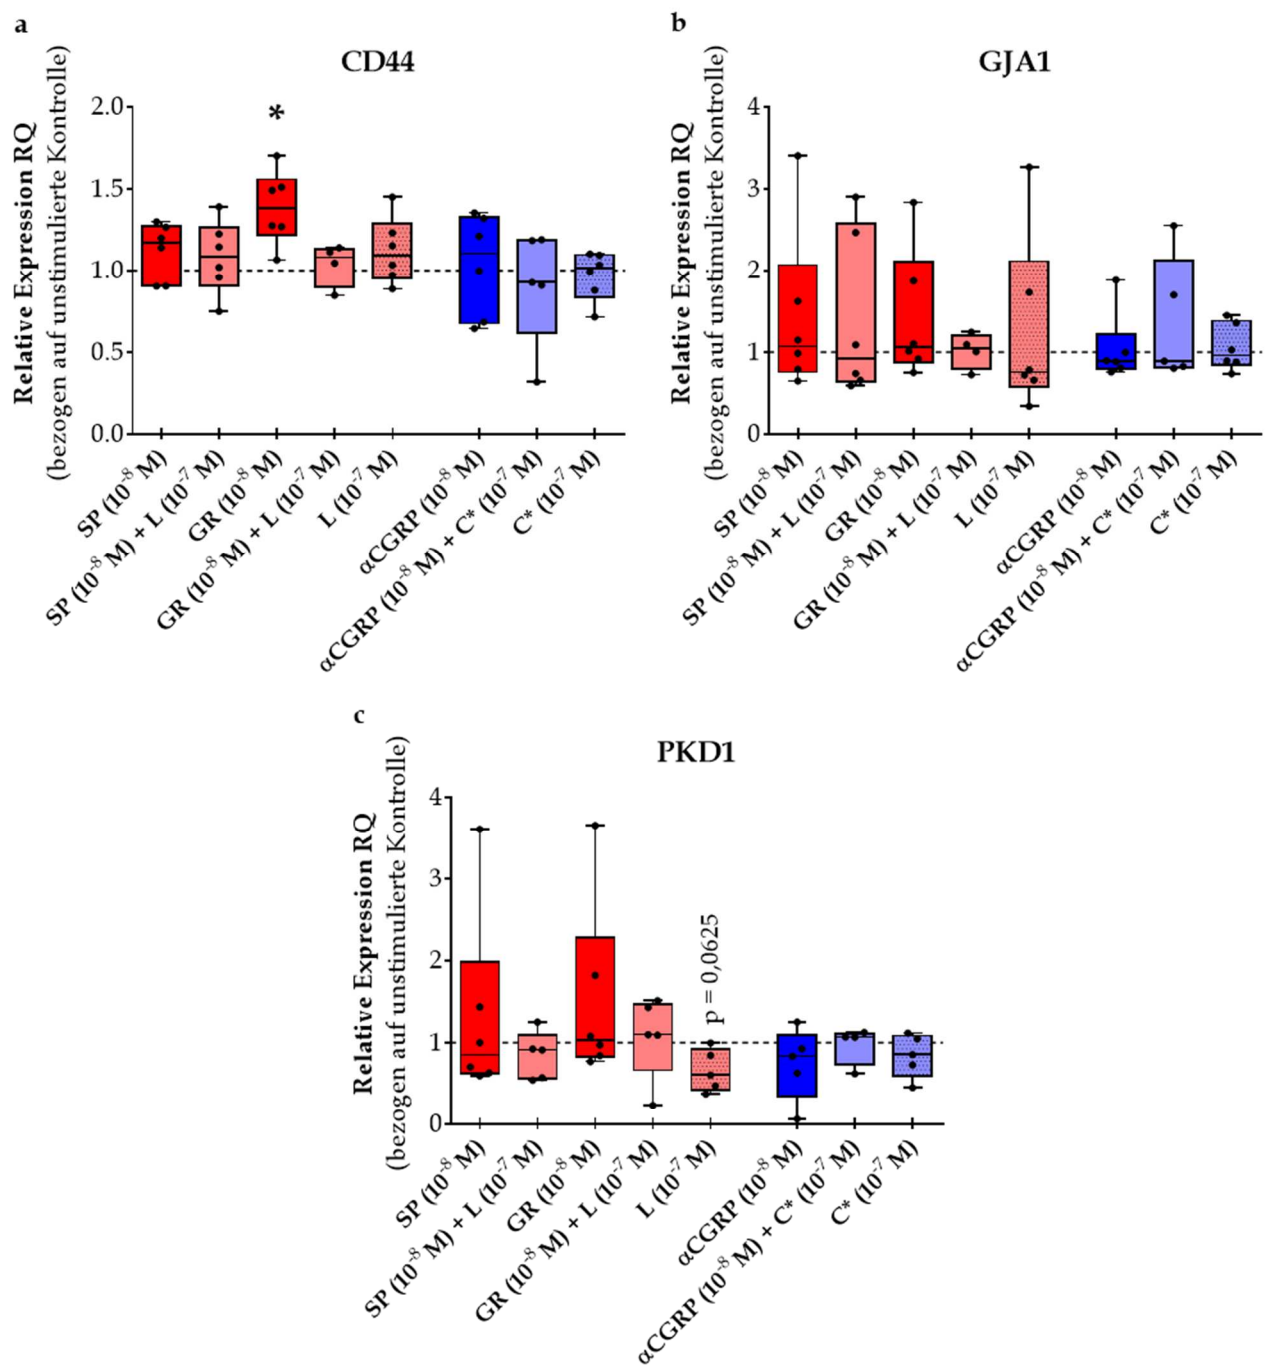 a
CD44
Relative Expression RQ
(bezogen auf unstimulierte Kontrolle)
2.0
*
1.5
1.0
0.5
0.0
SP (10⁻⁸ M)
SP (10⁻⁸ M) + L (10⁻⁷ M)
GR (10⁻⁸ M)
GR (10⁻⁸ M) + L (10⁻⁷ M)
L (10⁻⁷ M)
αCGRP (10⁻⁸ M)
αCGRP (10⁻⁸ M) + C* (10⁻⁷ M)
C* (10⁻⁷ M)
b
GJA1
Relative Expression RQ
(bezogen auf unstimulierte Kontrolle)
4
3
2
1
0
SP (10⁻⁸ M)
SP (10⁻⁸ M) + L (10⁻⁷ M)
GR (10⁻⁸ M)
GR (10⁻⁸ M) + L (10⁻⁷ M)
L (10⁻⁷ M)
αCGRP (10⁻⁸ M)
αCGRP (10⁻⁸ M) + C* (10⁻⁷ M)
C* (10⁻⁷ M)
c
PKD1
Relative Expression RQ
(bezogen auf unstimulierte Kontrolle)
4
3
2
1
0
p = 0,0625
SP (10⁻⁸ M)
SP (10⁻⁸ M) + L (10⁻⁷ M)
GR (10⁻⁸ M)
GR (10⁻⁸ M) + L (10⁻⁷ M)
L (10⁻⁷ M)
αCGRP (10⁻⁸ M)
αCGRP (10⁻⁸ M) + C* (10⁻⁷ M)
C* (10⁻⁷ M)